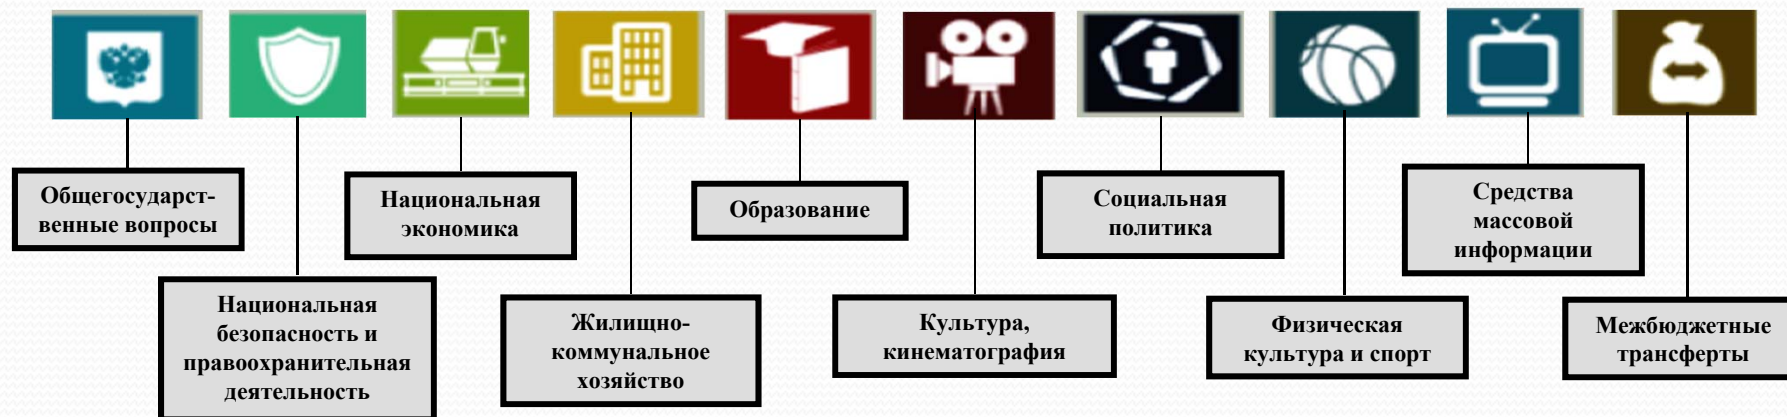 Общегосударст-
венные вопросы
Национальная
безопасность и
правоохранительная
деятельность
Национальная
экономика
Жилищно-
коммунальное
хозяйство
Образование
Культура,
кинематография
Социальная
политика
Физическая
культура и спорт
Средства
массовой
информации
Межбюджетные
трансферты